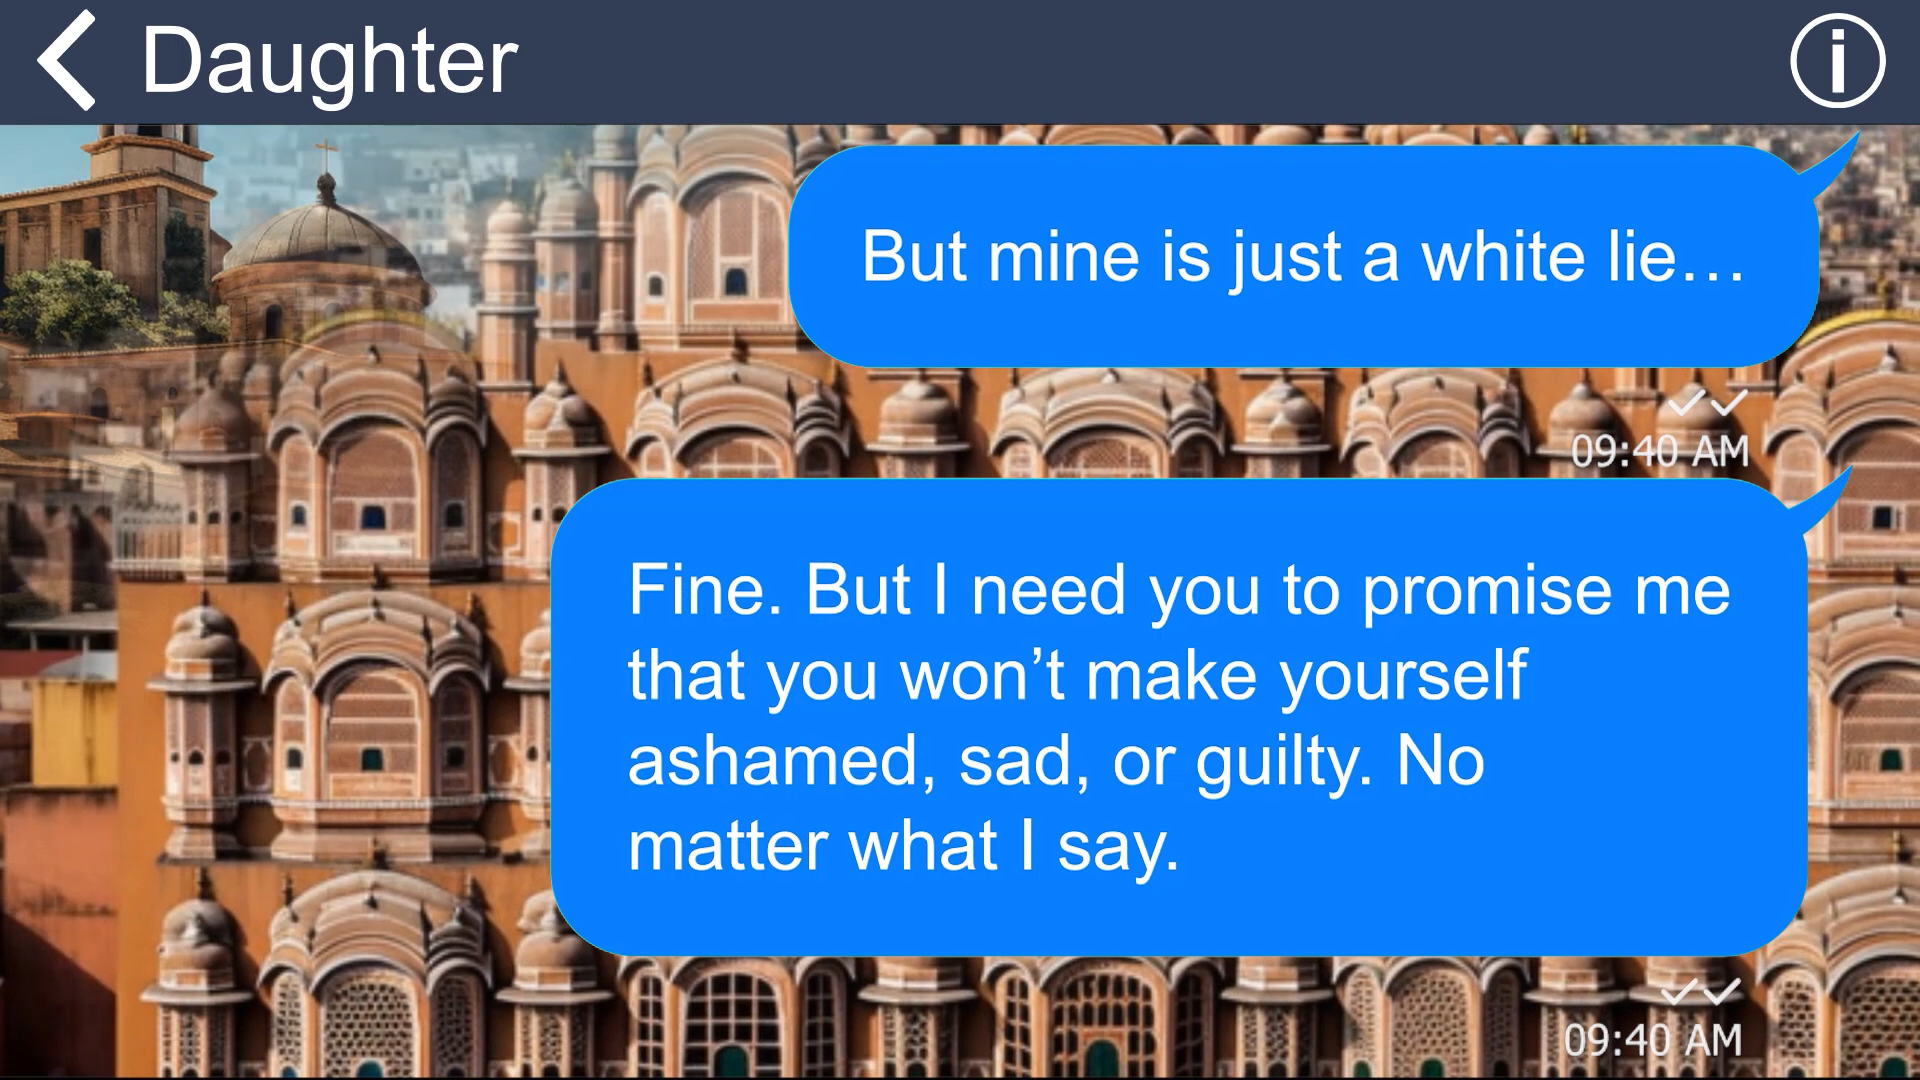 Daughter
But mine is just a white lie…
09:40 AM
Fine. But I need you to promise me
that you won’t make yourself
ashamed, sad, or guilty. No
matter what I say.
09:40 AM